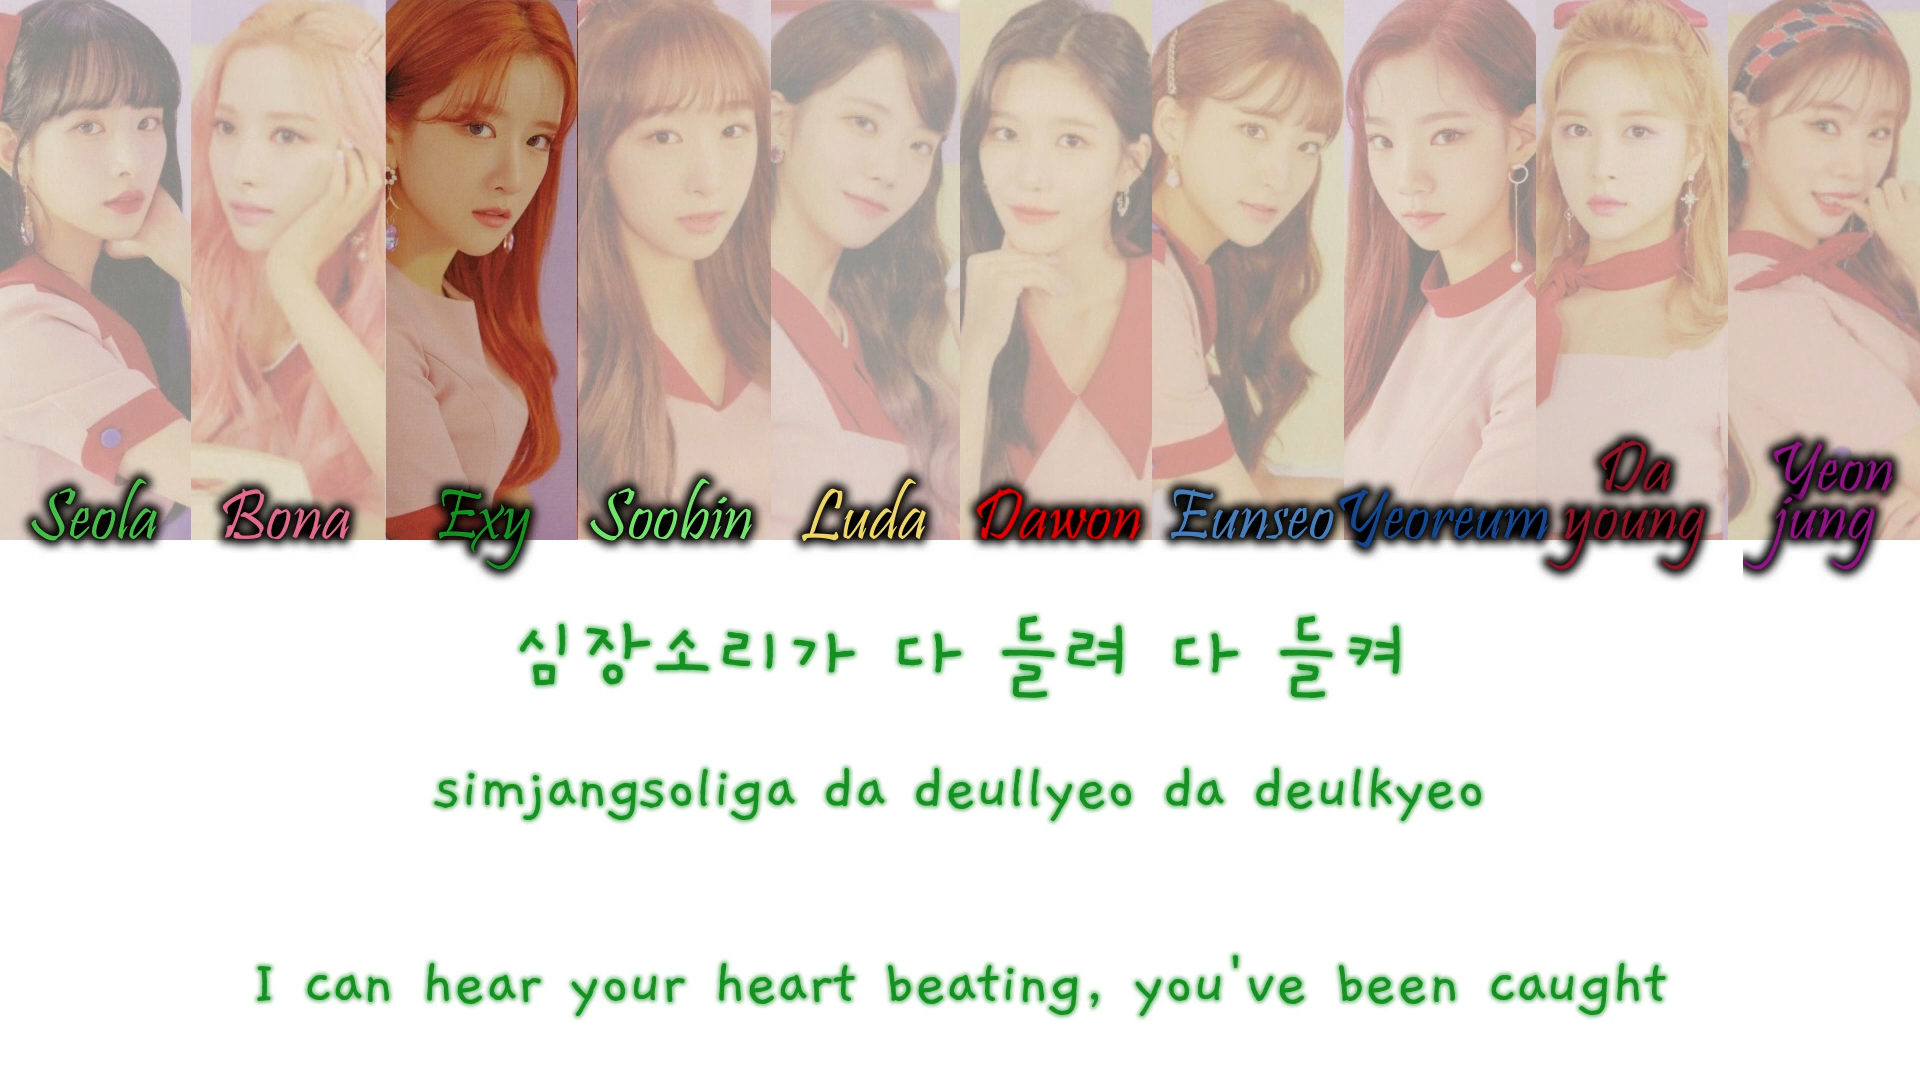 Seola Bona Exy Soobin Luda Dawon Eunseo Yeoreum Da young Yeon jung
심장소리가 다 들려 다 들켜
simjangsoliga da deullyeo da deulkyeo
I can hear your heart beating, you've been caught